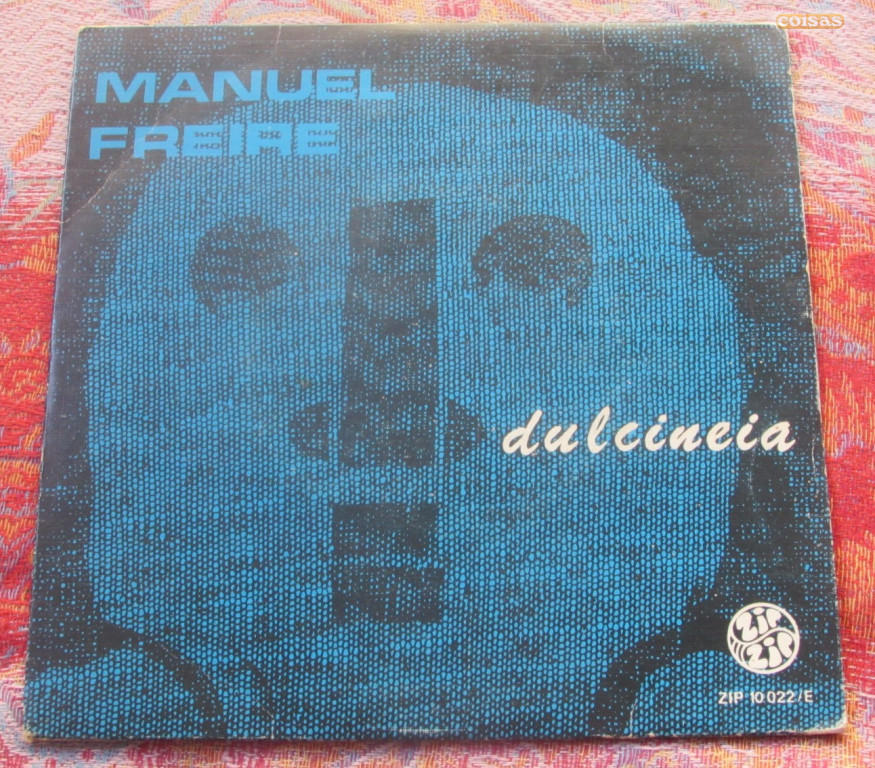 coisas
MANUEL
FREIRE
dulcineia
ZIP
ZIP
ZIP 10 022/E